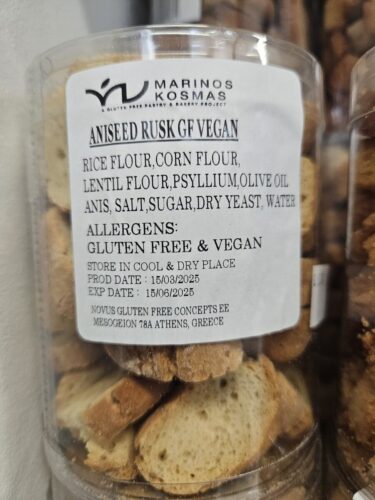 MARINOS
KOSMAS
A GLUTEN FREE PASTRY & BAKERY PROJECT
ANISEED RUSK GF VEGAN
RICE FLOUR,CORN FLOUR,
LENTIL FLOUR,PSYLLIUM,OLIVE OIL
ANIS, SALT,SUGAR,DRY YEAST, WATER
ALLERGENS:
GLUTEN FREE & VEGAN
STORE IN COOL & DRY PLACE
PROD DATE : 15/03/2025
EXP DATE : 15/06/2025
NOVUS GLUTEN FREE CONCEPTS EE
MESOGEION 78A ATHENS, GREECE